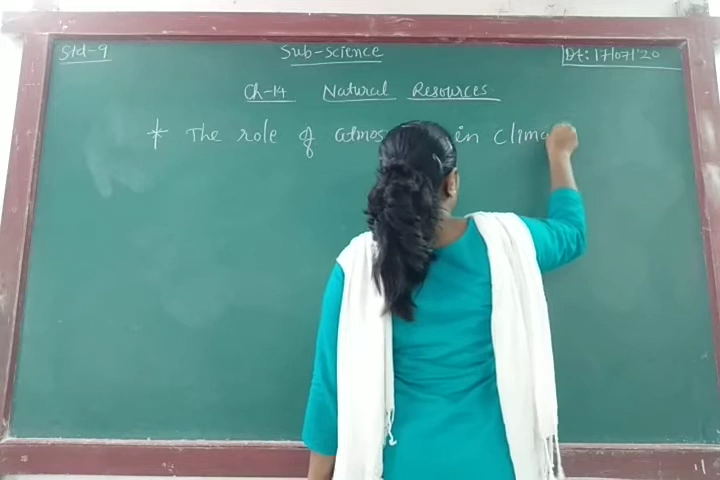 Std-9 Sub-science Dt: 17/07/'20
Ch-14 Natural Resources
* The role of atmos in clima